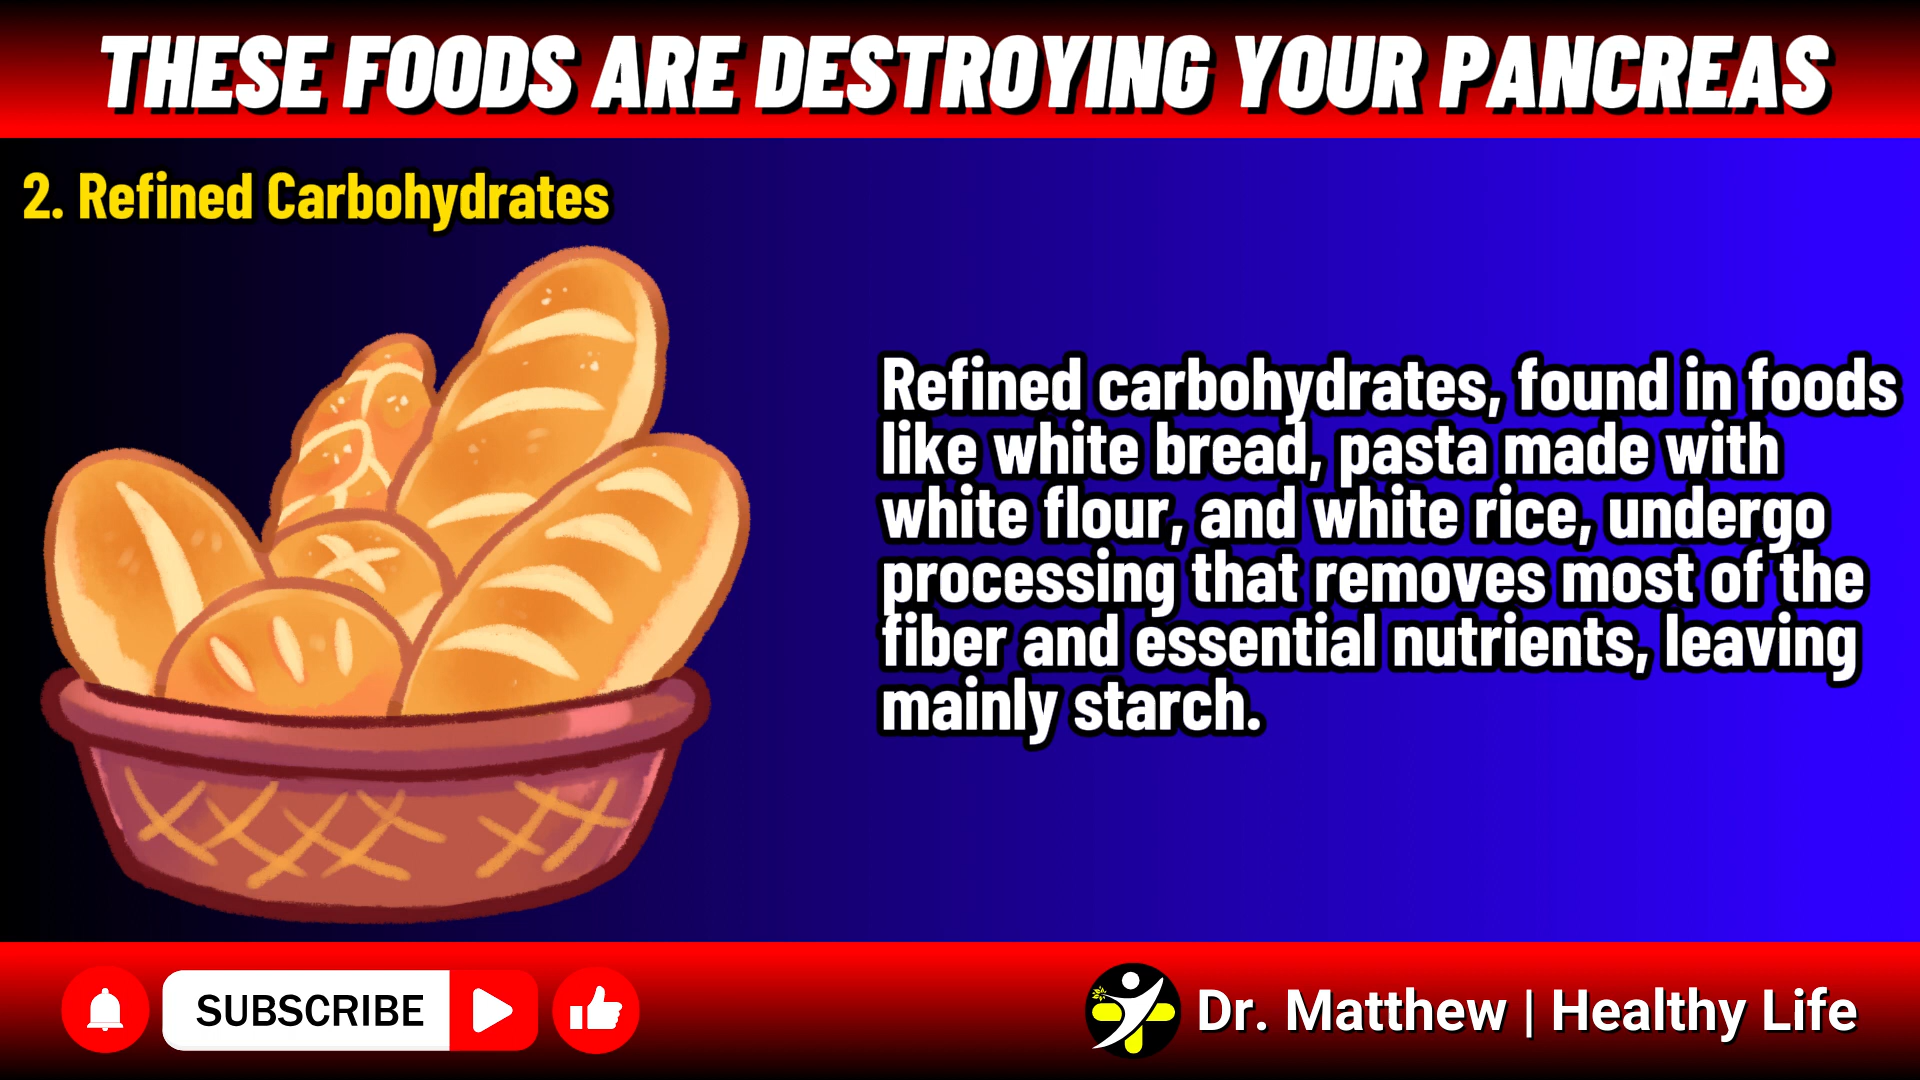 THESE FOODS ARE DESTROYING YOUR PANCREAS
2. Refined Carbohydrates
Refined carbohydrates, found in foods
like white bread, pasta made with
white flour, and white rice, undergo
processing that removes most of the
fiber and essential nutrients, leaving
mainly starch.
SUBSCRIBE
Dr. Matthew | Healthy Life